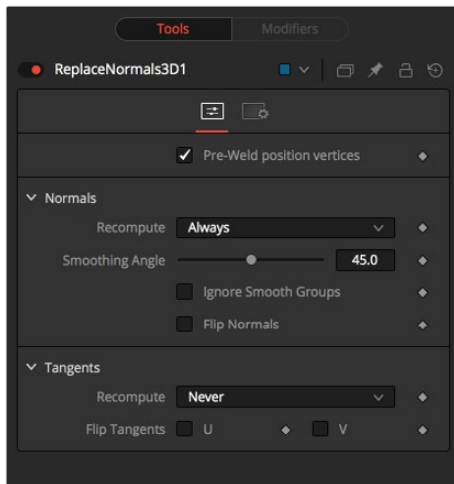 Tools Modifiers
ReplaceNormals3D1
Pre-Weld position vertices
Normals
Recompute Always
Smoothing Angle 45.0
Ignore Smooth Groups
Flip Normals
Tangents
Recompute Never
Flip Tangents U V